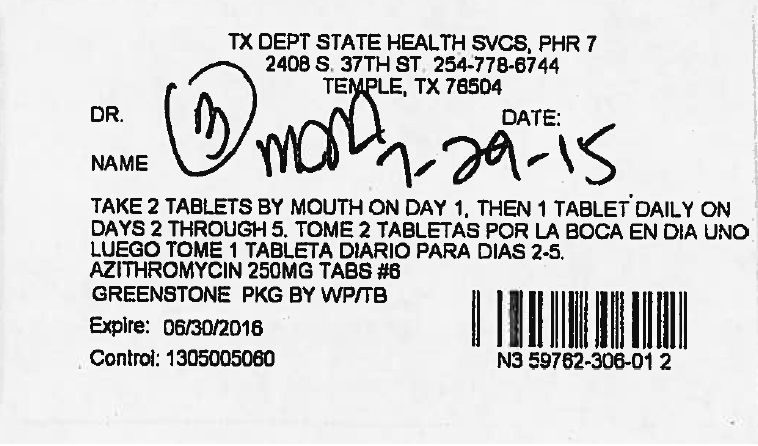 TX DEPT STATE HEALTH SVCS, PHR 7
2408 S. 37TH ST. 254-778-6744
TEMPLE, TX 76504
DR.
DATE:
NAME
mom 7-29-15
TAKE 2 TABLETS BY MOUTH ON DAY 1, THEN 1 TABLET DAILY ON
DAYS 2 THROUGH 5. TOME 2 TABLETAS POR LA BOCA EN DIA UNO
LUEGO TOME 1 TABLETA DIARIO PARA DIAS 2-5.
AZITHROMYCIN 250MG TABS #6
GREENSTONE PKG BY WP/TB
Expire: 06/30/2016
Control: 1305005060
N3 59762-306-01 2